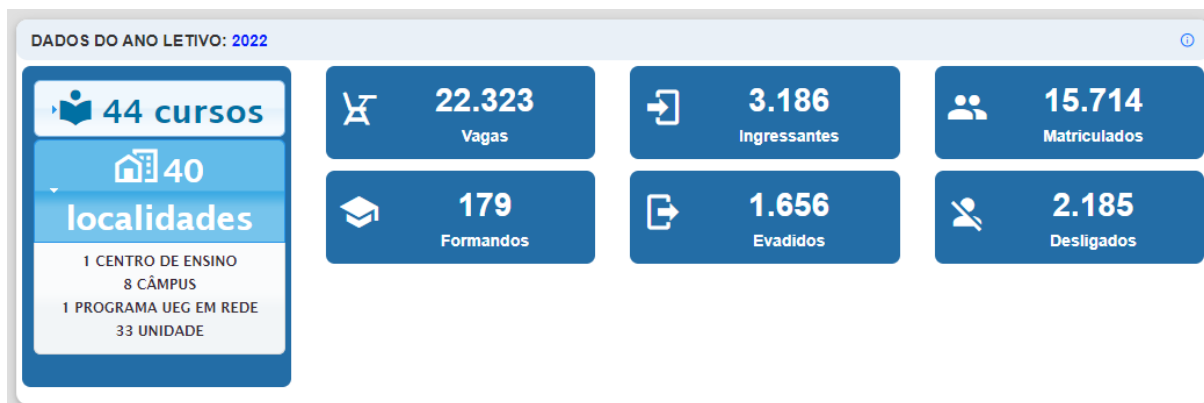 DADOS DO ANO LETIVO: 2022
44 cursos
40
localidades
1 CENTRO DE ENSINO
8 CÂMPUS
1 PROGRAMA UEG EM REDE
33 UNIDADE
22.323
Vagas
3.186
Ingressantes
15.714
Matriculados
179
Formandos
1.656
Evadidos
2.185
Desligados